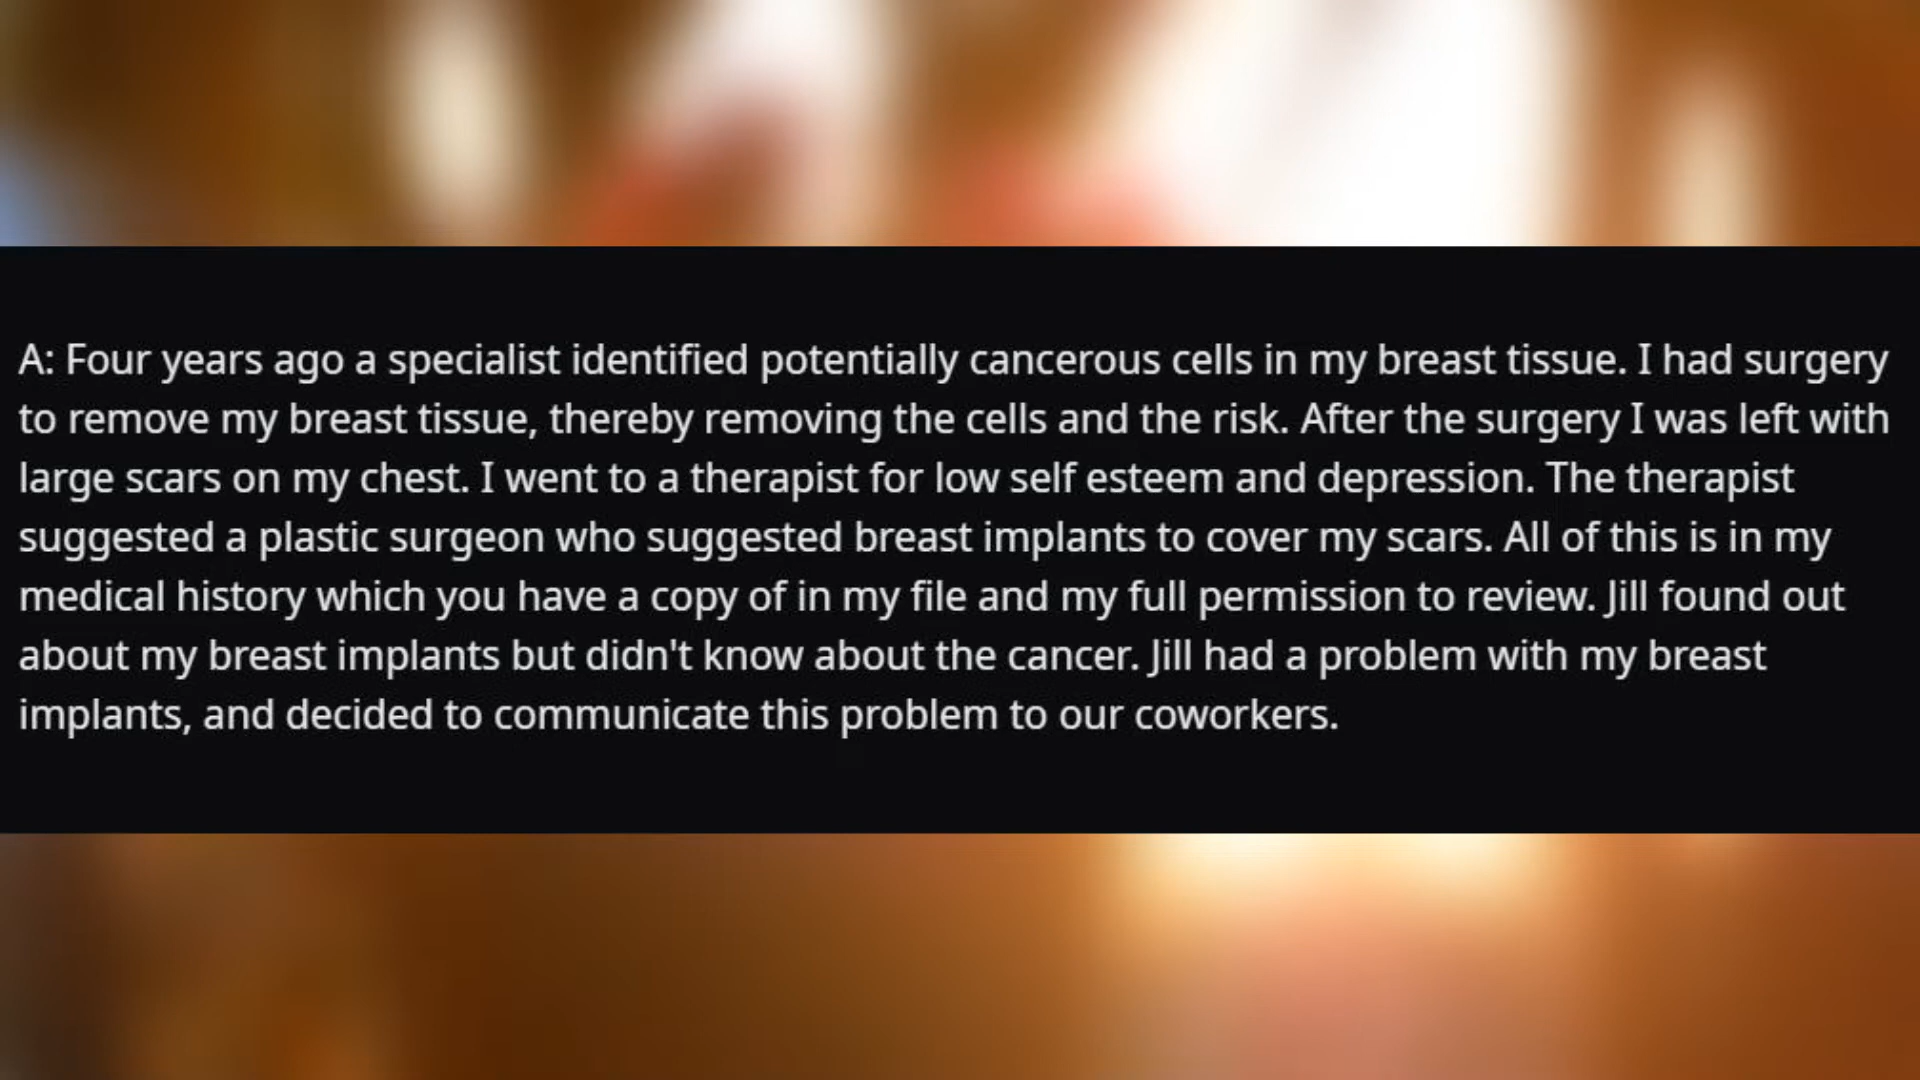 A: Four years ago a specialist identified potentially cancerous cells in my breast tissue. I had surgery
to remove my breast tissue, thereby removing the cells and the risk. After the surgery I was left with
large scars on my chest. I went to a therapist for low self esteem and depression. The therapist
suggested a plastic surgeon who suggested breast implants to cover my scars. All of this is in my
medical history which you have a copy of in my file and my full permission to review. Jill found out
about my breast implants but didn't know about the cancer. Jill had a problem with my breast
implants, and decided to communicate this problem to our coworkers.